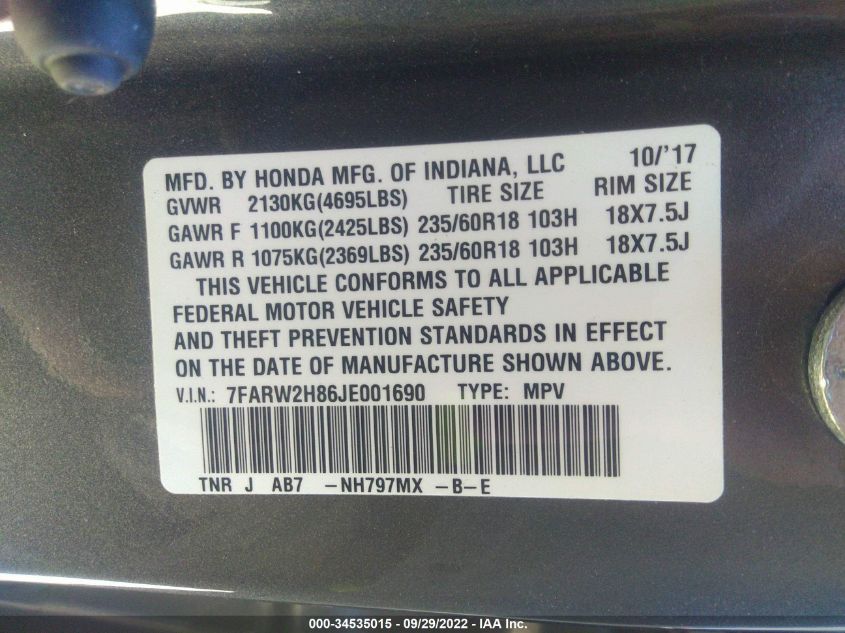 MFD. BY HONDA MFG. OF INDIANA, LLC 10/'17
GVWR 2130KG(4695LBS) TIRE SIZE RIM SIZE
GAWR F 1100KG(2425LBS) 235/60R18 103H 18X7.5J
GAWR R 1075KG(2369LBS) 235/60R18 103H 18X7.5J
THIS VEHICLE CONFORMS TO ALL APPLICABLE
FEDERAL MOTOR VEHICLE SAFETY
AND THEFT PREVENTION STANDARDS IN EFFECT
ON THE DATE OF MANUFACTURE SHOWN ABOVE.
V.I.N.: 7FARW2H86JE001690 TYPE: MPV
TNR J AB7 -NH797MX -B-E
000-34535015 - 09/29/2022 - IAA Inc.